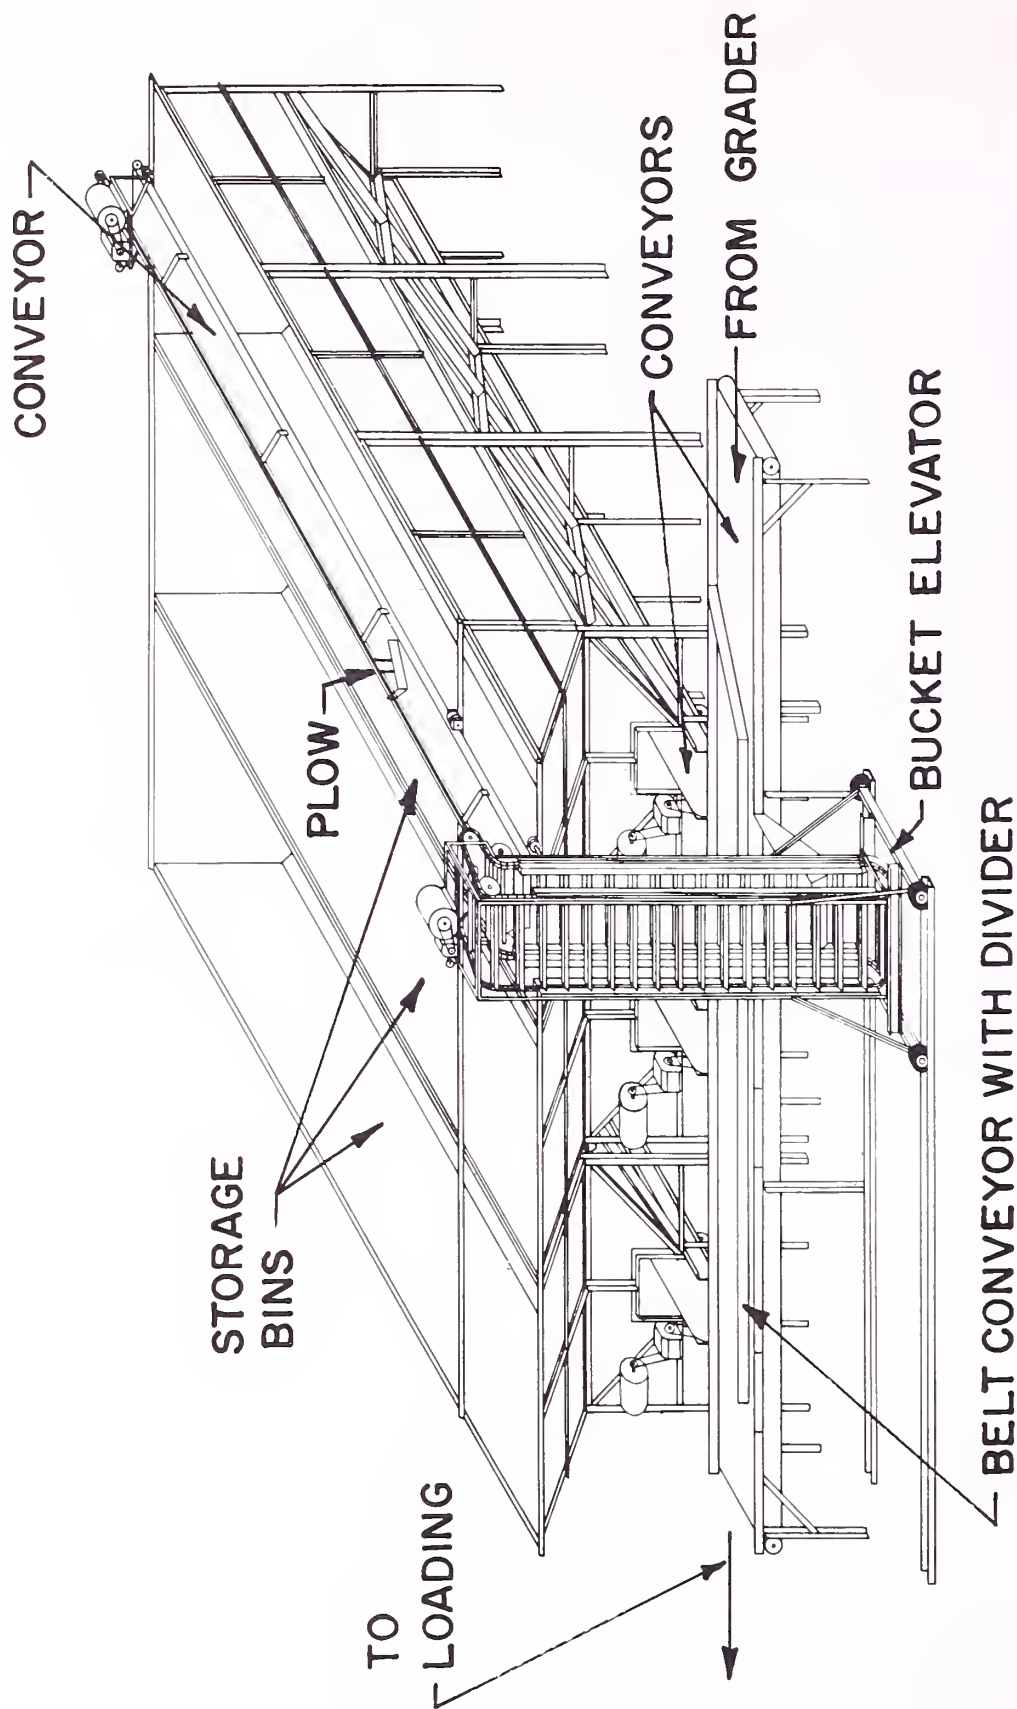 CONVEYOR
PLOW
STORAGE
BINS
TO
LOADING
CONVEYORS
FROM GRADER
BUCKET ELEVATOR
BELT CONVEYOR WITH DIVIDER